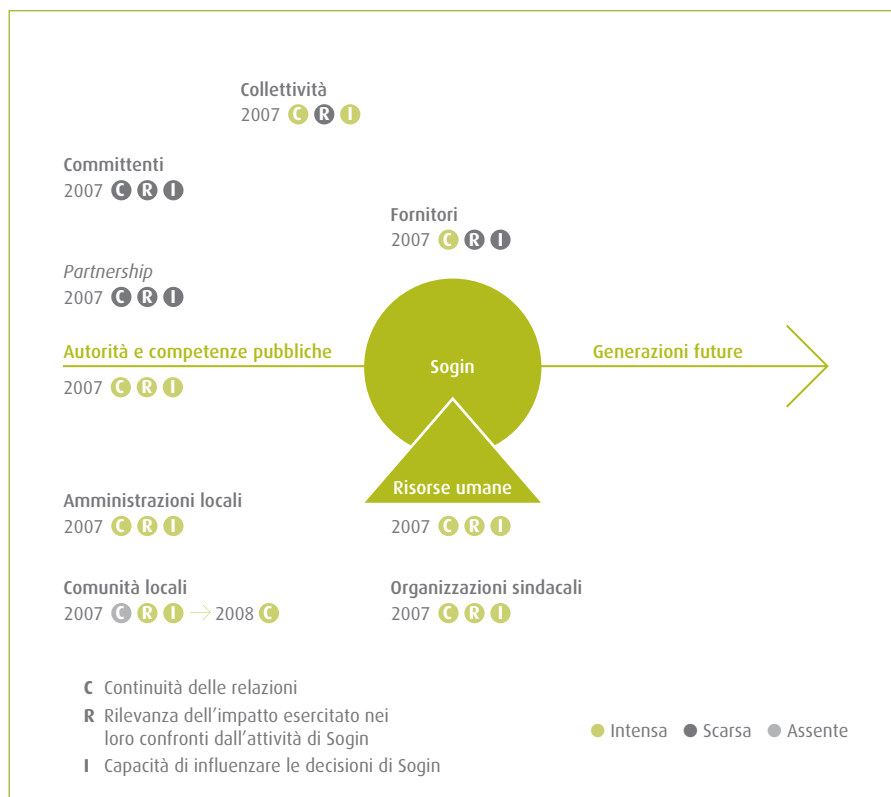 Collettività
2007 C R I
Committenti
2007 C R I
Fornitori
2007 C R I
Partnership
2007 C R I
Autorità e competenze pubbliche
Sogin
Generazioni future
2007 C R I
Risorse umane
Amministrazioni locali
2007 C R I
2007 C R I
Comunità locali
2007 C R I → 2008 C
Organizzazioni sindacali
2007 C R I
C Continuità delle relazioni
R Rilevanza dell'impatto esercitato nei
loro confronti dall'attività di Sogin
I Capacità di influenzare le decisioni di Sogin
Intensa Scarsa Assente